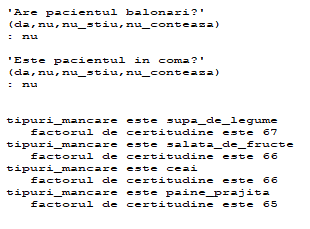 'Are pacientul balonari?'
(da,nu,nu_stiu,nu_conteaza)
: nu
'Este pacientul in coma?'
(da,nu,nu_stiu,nu_conteaza)
: nu
tipuri_mancare este supa_de_legume
factorul de certitudine este 67
tipuri_mancare este salata_de_fructe
factorul de certitudine este 66
tipuri_mancare este ceai
factorul de certitudine este 66
tipuri_mancare este paine_prajita
factorul de certitudine este 65